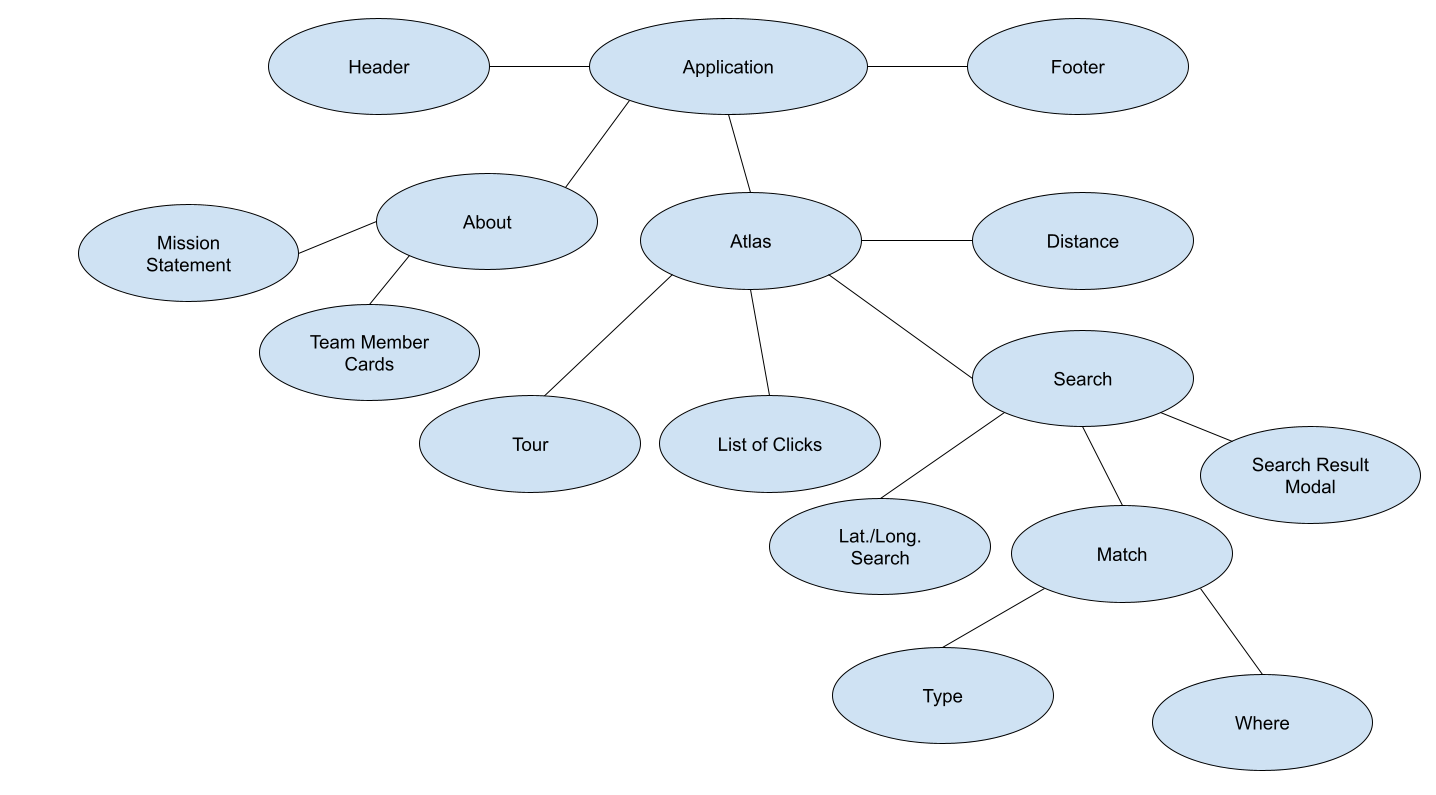 Header
Application
Footer
About
Mission
Statement
Atlas
Distance
Team Member
Cards
Search
Tour
List of Clicks
Search Result
Modal
Lat./Long.
Search
Match
Type
Where